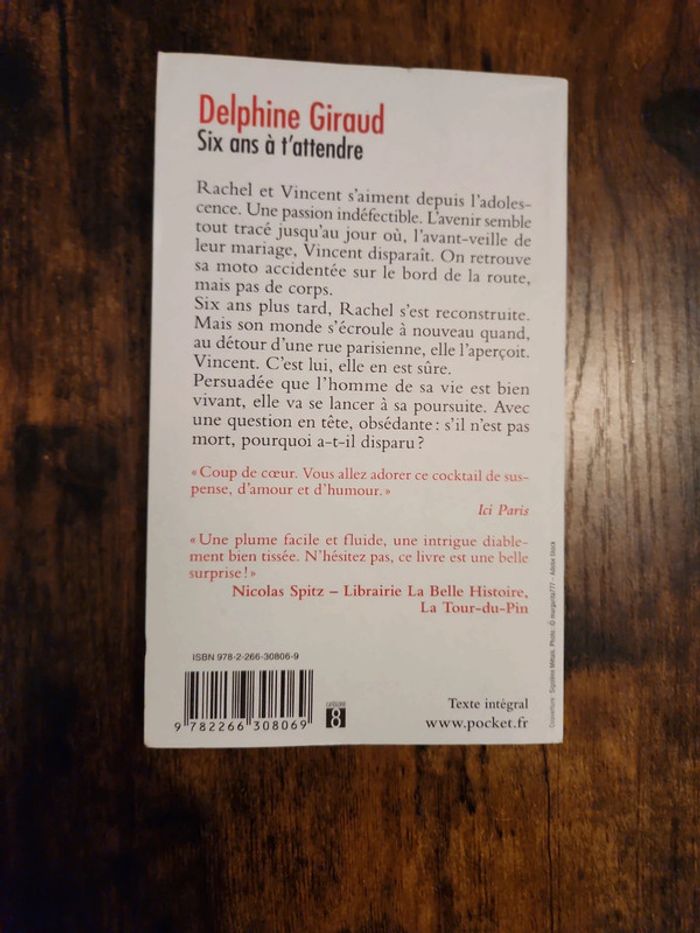 Delphine Giraud
Six ans à t'attendre
Rachel et Vincent s'aiment depuis l'adoles-
cence. Une passion indéfectible. L'avenir semble
tout tracé jusqu'au jour où, l'avant-veille de
leur mariage, Vincent disparaît. On retrouve
sa moto accidentée sur le bord de la route,
mais pas de corps.
Six ans plus tard, Rachel s'est reconstruite.
Mais son monde s'écroule à nouveau quand,
au détour d'une rue parisienne, elle l'aperçoit.
Vincent. C'est lui, elle en est sûre.
Persuadée que l'homme de sa vie est bien
vivant, elle va se lancer à sa poursuite. Avec
une question en tête, obsédante : s'il n'est pas
mort, pourquoi a-t-il disparu ?
« Coup de cœur. Vous allez adorer ce cocktail de sus-
pense, d'amour et d'humour. »
Ici Paris
« Une plume facile et fluide, une intrigue diable-
ment bien tissée. N'hésitez pas, ce livre est une belle
surprise ! »
Nicolas Spitz – Librairie La Belle Histoire,
La Tour-du-Pin
ISBN 978-2-266-30806-9
9 782266 308069
8
Texte intégral
www.pocket.fr
Couverture : Sigolène Métais. Photo : © margarita777 – Adobe Stock